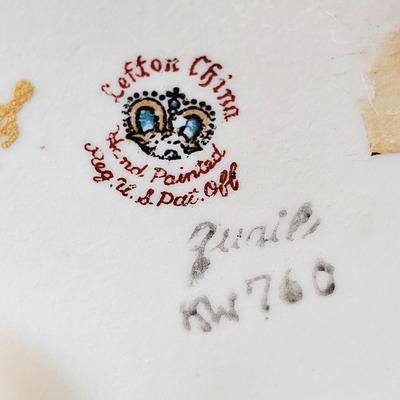 Lefton China
Hand Painted
Reg. U. S. Pat. Off
Quail
KW760